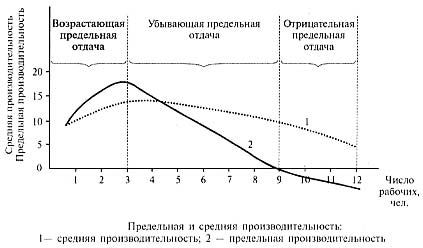 Возрастающая предельная отдача
Убывающая предельная отдача
Отрицательная предельная отдача
Средняя производительность
Предельная производительность
20
15
10
5
0
1
2
1 2 3 4 5 6 7 8 9 10 11 12
Число рабочих, чел.
Предельная и средняя производительность:
1— средняя производительность; 2 – предельная производительность